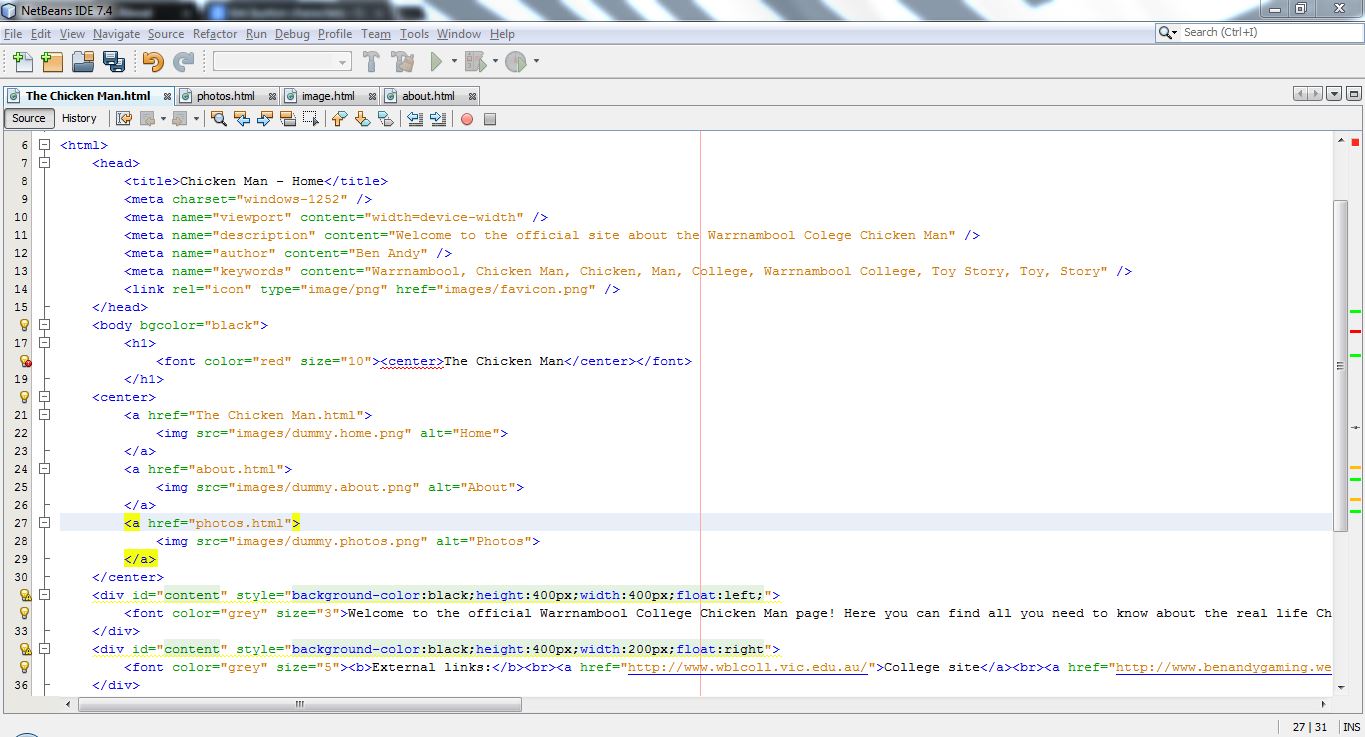 NetBeans IDE 7.4
File Edit View Navigate Source Refactor Run Debug Profile Team Tools Window Help
Search (Ctrl+I)
The Chicken Man.html photos.html image.html about.html
Source History
6 <html>
7 <head>
8 <title>Chicken Man - Home</title>
9 <meta charset="windows-1252" />
10 <meta name="viewport" content="width=device-width" />
11 <meta name="description" content="Welcome to the official site about the Warrnambool Colege Chicken Man" />
12 <meta name="author" content="Ben Andy" />
13 <meta name="keywords" content="Warrnambool, Chicken Man, Chicken, Man, College, Warrnambool College, Toy Story, Toy, Story" />
14 <link rel="icon" type="image/png" href="images/favicon.png" />
15 </head>
<body bgcolor="black">
17 <h1>
<font color="red" size="10"><center>The Chicken Man</center></font>
19 </h1>
<center>
21 <a href="The Chicken Man.html">
22 <img src="images/dummy.home.png" alt="Home">
23 </a>
24 <a href="about.html">
25 <img src="images/dummy.about.png" alt="About">
26 </a>
27 <a href="photos.html">
28 <img src="images/dummy.photos.png" alt="Photos">
29 </a>
30 </center>
<div id="content" style="background-color:black;height:400px;width:400px;float:left;">
<font color="grey" size="3">Welcome to the official Warrnambool College Chicken Man page! Here you can find all you need to know about the real life Ch
33 </div>
<div id="content" style="background-color:black;height:400px;width:200px;float:right">
<font color="grey" size="5"><b>External links:</b><br><a href="http://www.wblcoll.vic.edu.au/">College site</a><br><a href="http://www.benandygaming.we
36 </div>
27 | 31 INS